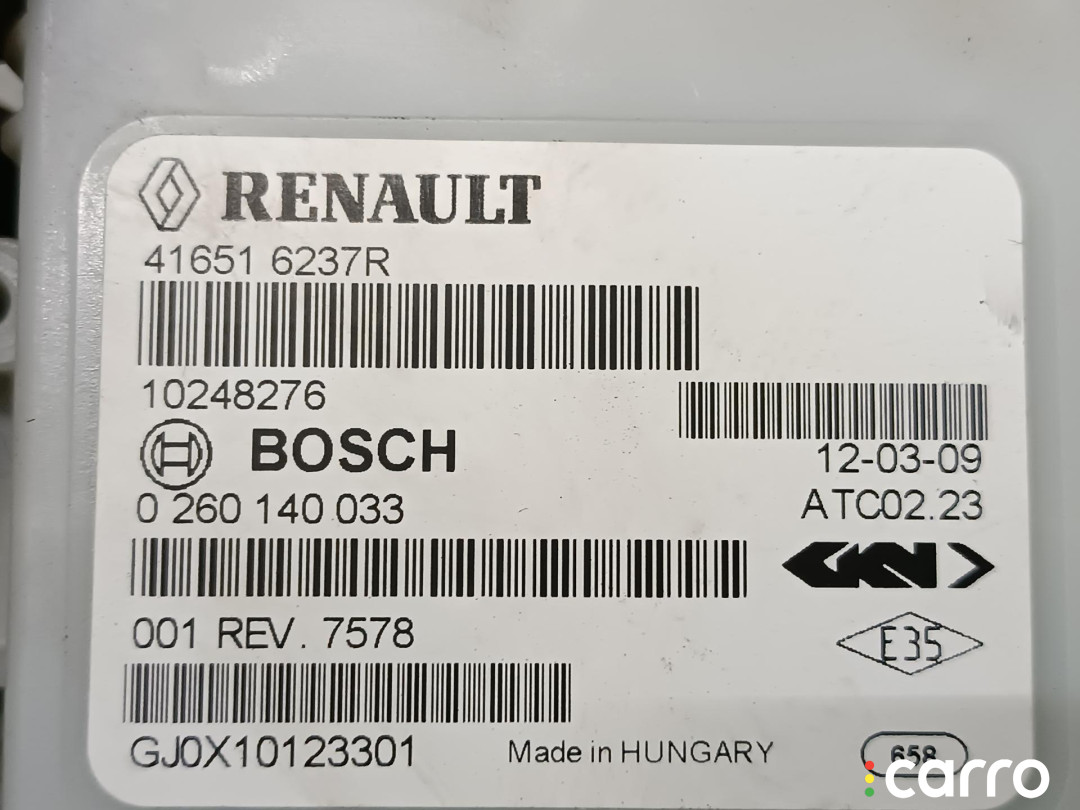 RENAULT
41651 6237R
10248276
BOSCH
12-03-09
0 260 140 033
ATC02.23
GKN
001 REV. 7578
E35
GJ0X10123301
Made in HUNGARY
658
carro